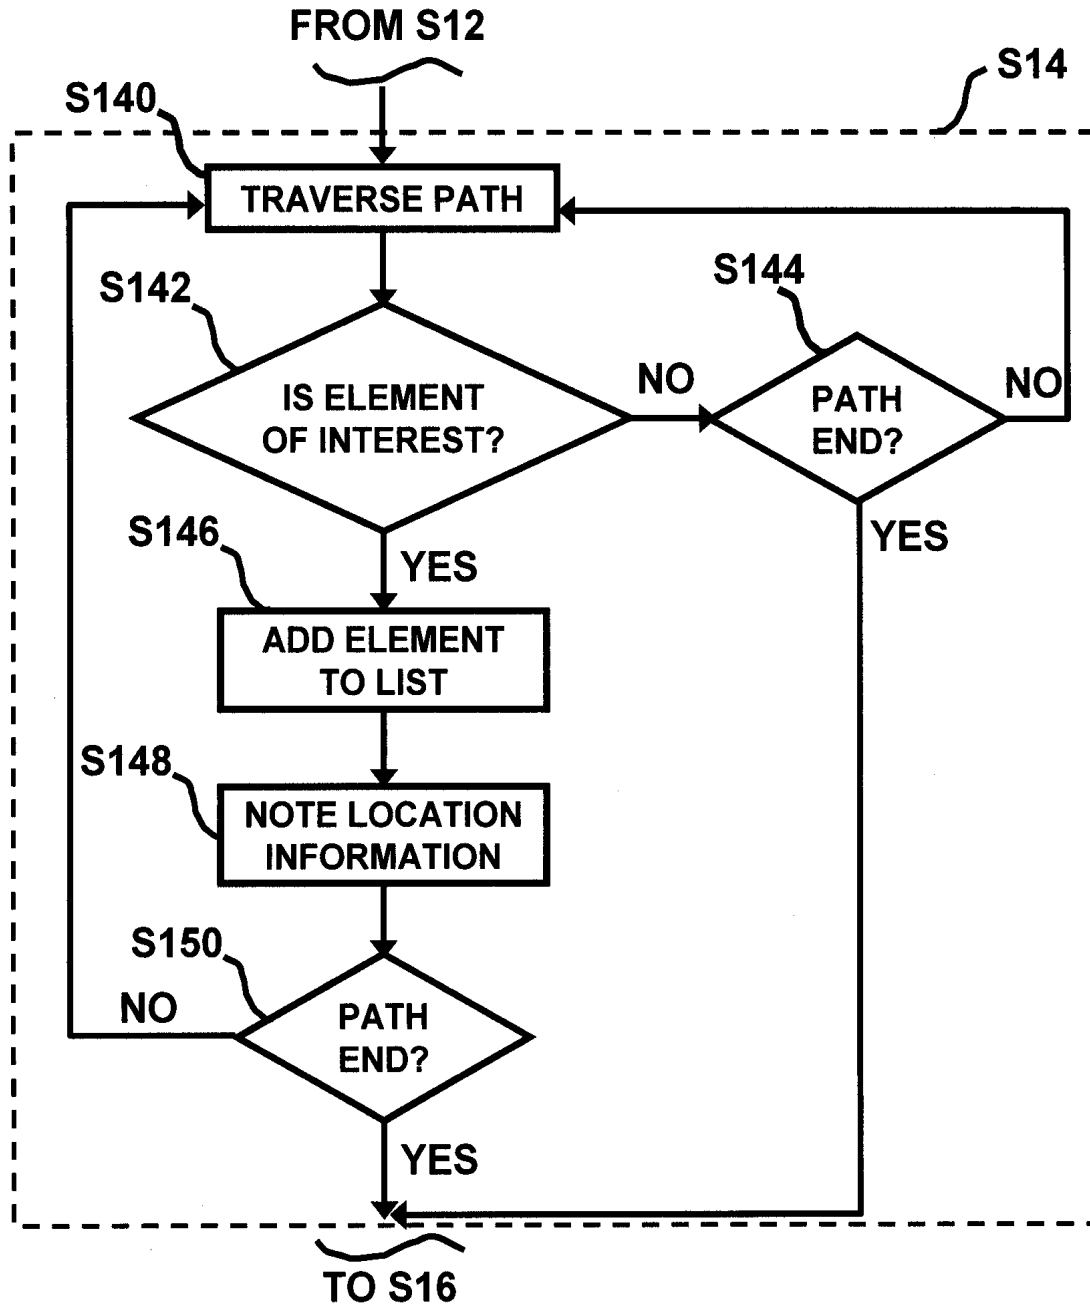 FROM S12
S14
S140
TRAVERSE PATH
S142
S144
IS ELEMENT
OF INTEREST?
NO
PATH
END?
NO
YES
S146
YES
ADD ELEMENT
TO LIST
S148
NOTE LOCATION
INFORMATION
S150
NO
PATH
END?
YES
TO S16